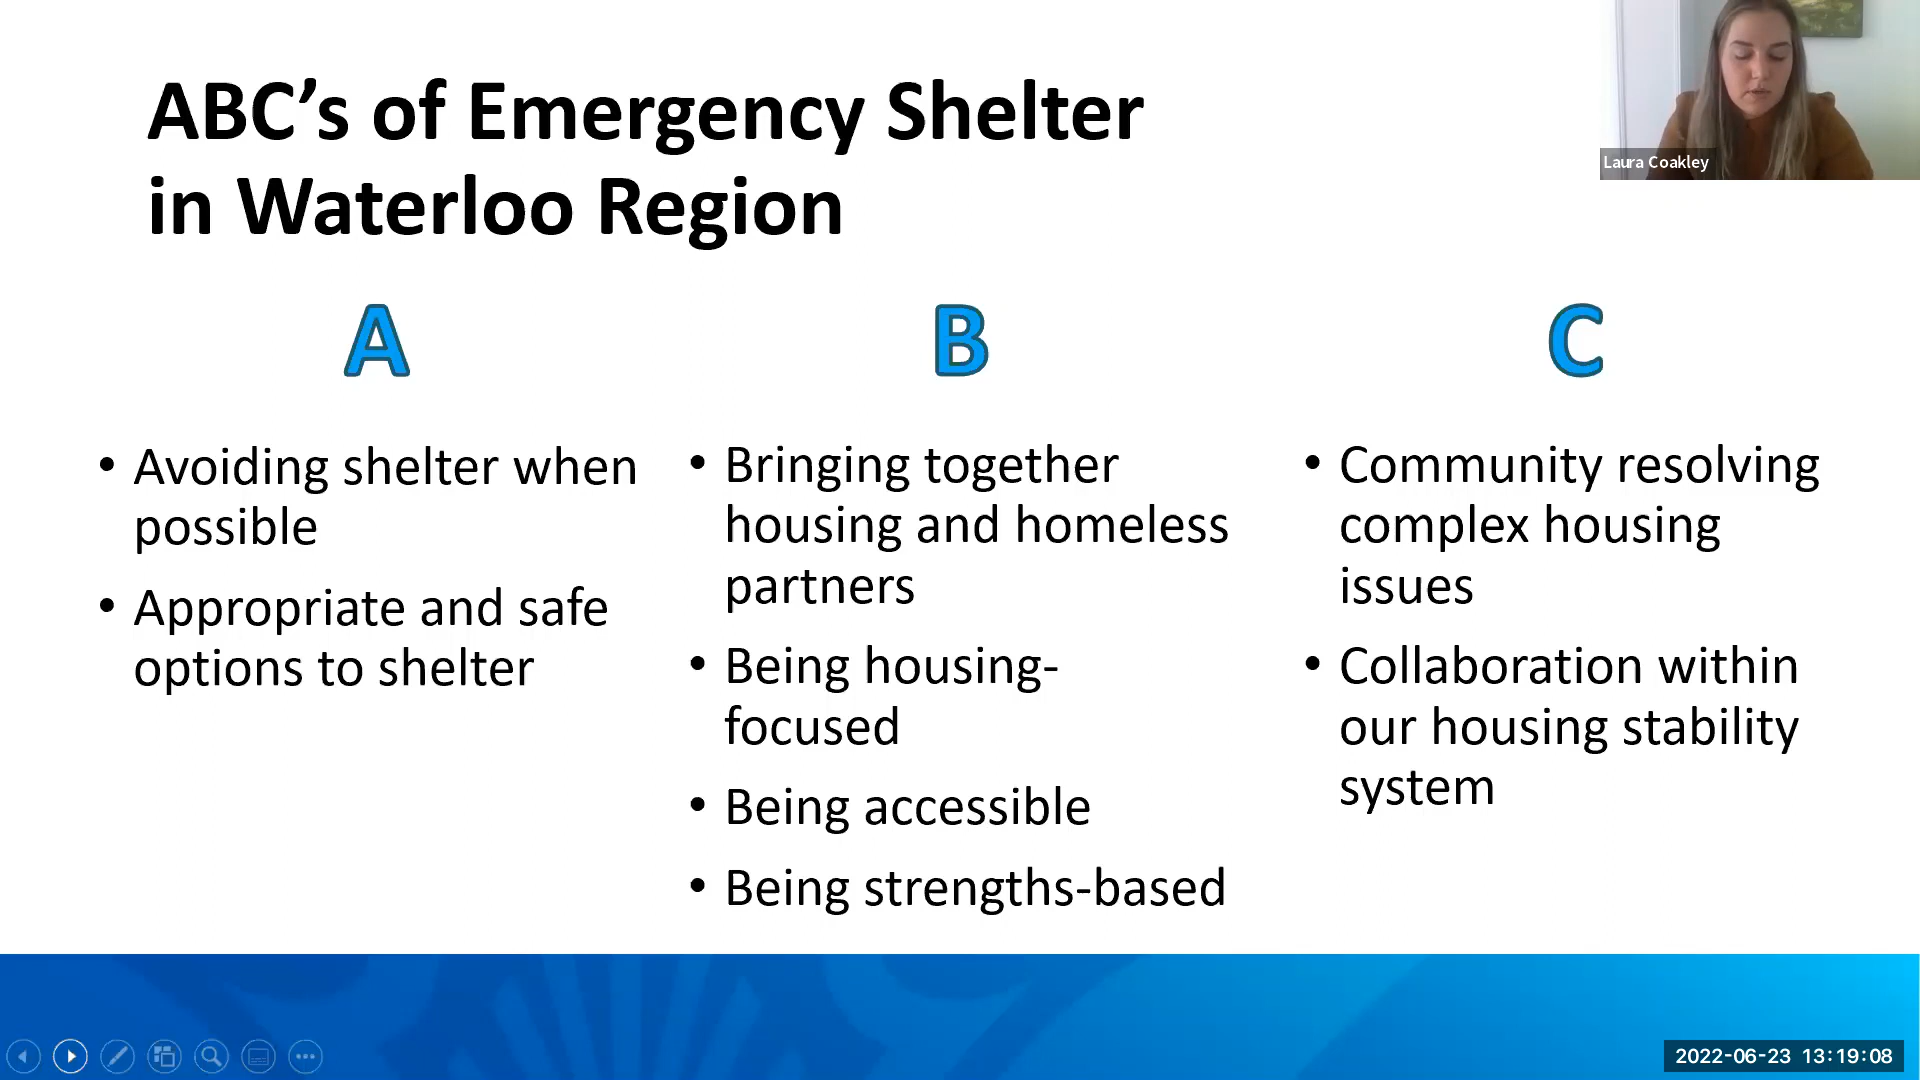 ABC’s of Emergency Shelter
in Waterloo Region
Laura Coakley
A
• Avoiding shelter when
possible
• Appropriate and safe
options to shelter
B
• Bringing together
housing and homeless
partners
• Being housing-
focused
• Being accessible
• Being strengths-based
C
• Community resolving
complex housing
issues
• Collaboration within
our housing stability
system
2022-06-23 13:19:08